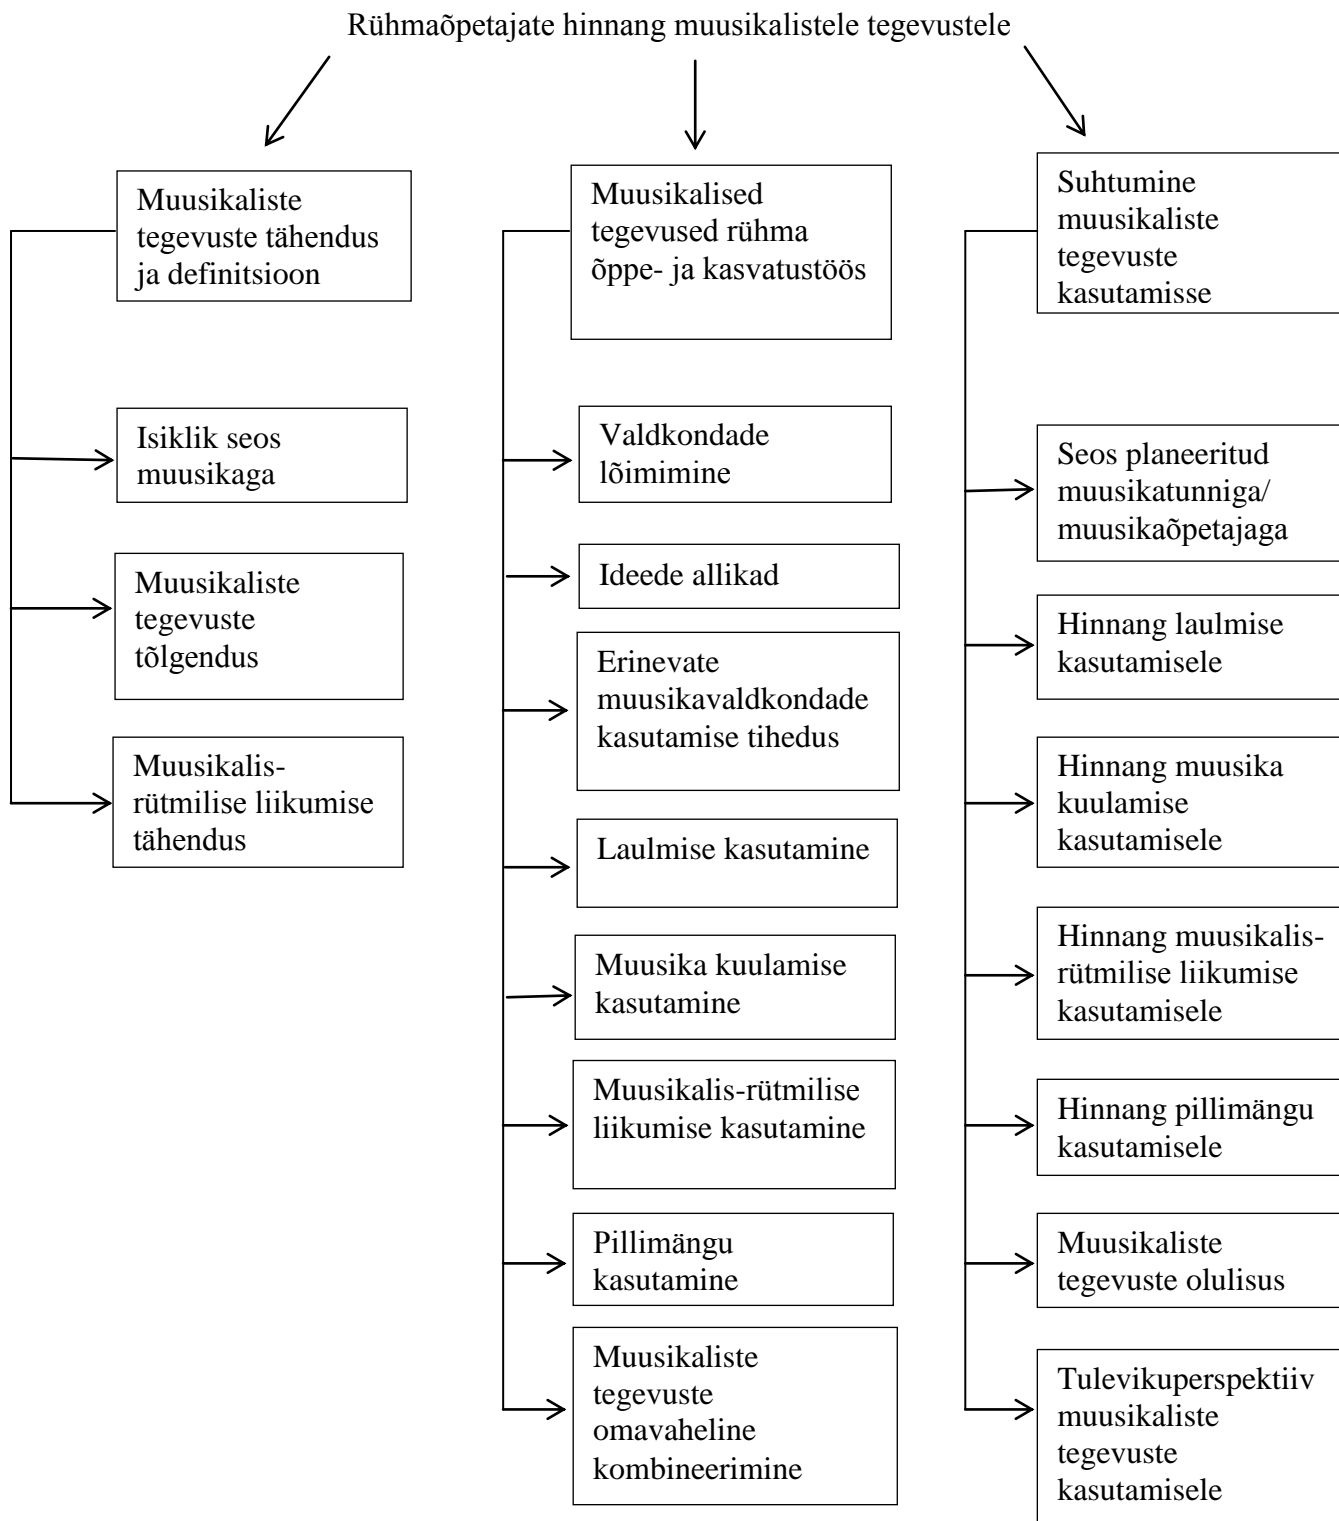 Rühmaõpetajate hinnang muusikalistele tegevustele
Muusikaliste
tegevuste tähendus
ja definitsioon
Isiklik seos
muusikaga
Muusikaliste
tegevuste
tõlgendus
Muusikalis-
rütmilise liikumise
tähendus
Muusikalised
tegevused rühma
õppe- ja kasvatustöös
Valdkondade
lõimimine
Ideede allikad
Erinevate
muusikavaldkondade
kasutamise tihedus
Laulmise kasutamine
Muusika kuulamise
kasutamine
Muusikalis-rütmilise
liikumise kasutamine
Pillimängu
kasutamine
Muusikaliste
tegevuste
omavaheline
kombineerimine
Suhtumine
muusikaliste
tegevuste
kasutamisse
Seos planeeritud
muusikatunniga/
muusikaõpetajaga
Hinnang laulmise
kasutamisele
Hinnang muusika
kuulamise
kasutamisele
Hinnang muusikalis-
rütmilise liikumise
kasutamisele
Hinnang pillimängu
kasutamisele
Muusikaliste
tegevuste olulisus
Tulevikuperspektiiv
muusikaliste
tegevuste
kasutamisele